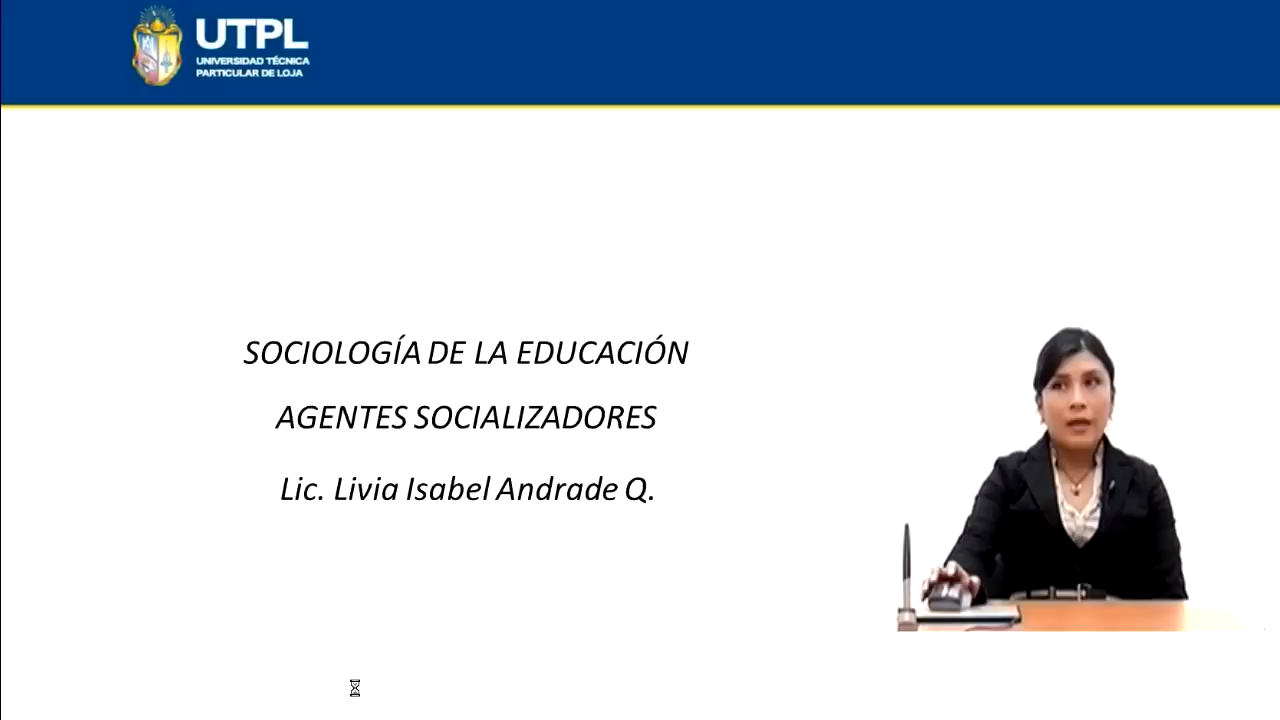 UTPL
UNIVERSIDAD TÉCNICA
PARTICULAR DE LOJA
SOCIOLOGÍA DE LA EDUCACIÓN
AGENTES SOCIALIZADORES
Lic. Livia Isabel Andrade Q.